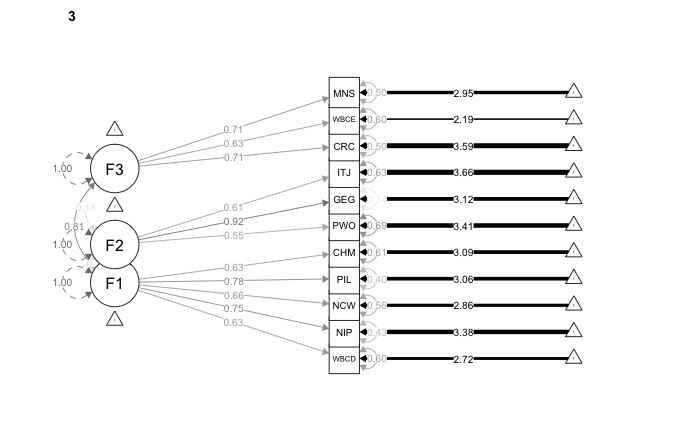 3
MNS
0.50
2.95
0.71
WBCE
0.60
2.19
0.63
CRC
0.50
3.59
0.71
F3
1.00
ITJ
0.63
3.66
0.61
GEG
3.12
0.92
PWO
0.69
3.41
0.55
0.81
F2
1.00
CHM
0.61
3.09
0.63
PIL
0.40
3.06
0.78
F1
1.00
NCW
0.56
2.86
0.66
NIP
0.43
3.38
0.75
WBCD
0.60
2.72
0.63